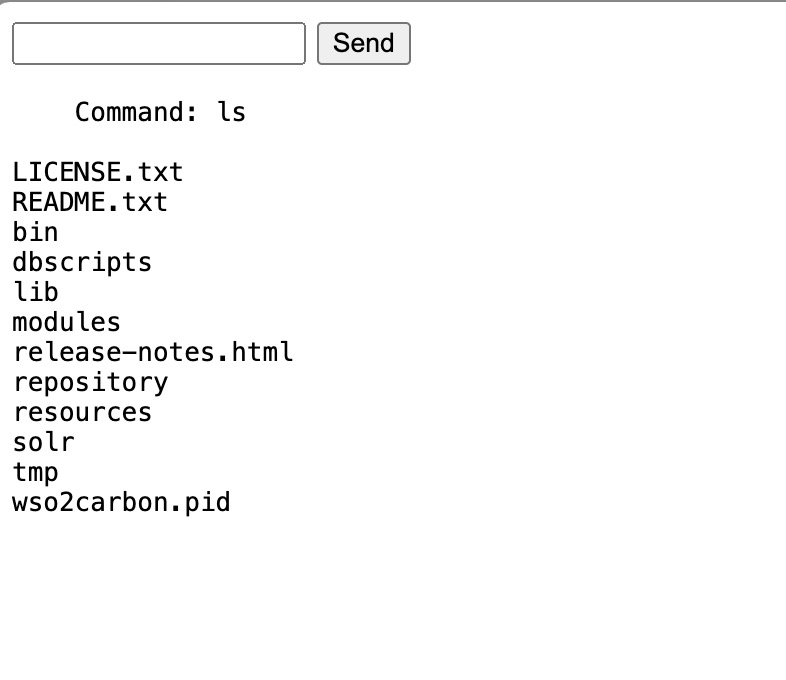 Send
Command: ls
LICENSE.txt
README.txt
bin
dbscripts
lib
modules
release-notes.html
repository
resources
solr
tmp
wso2carbon.pid